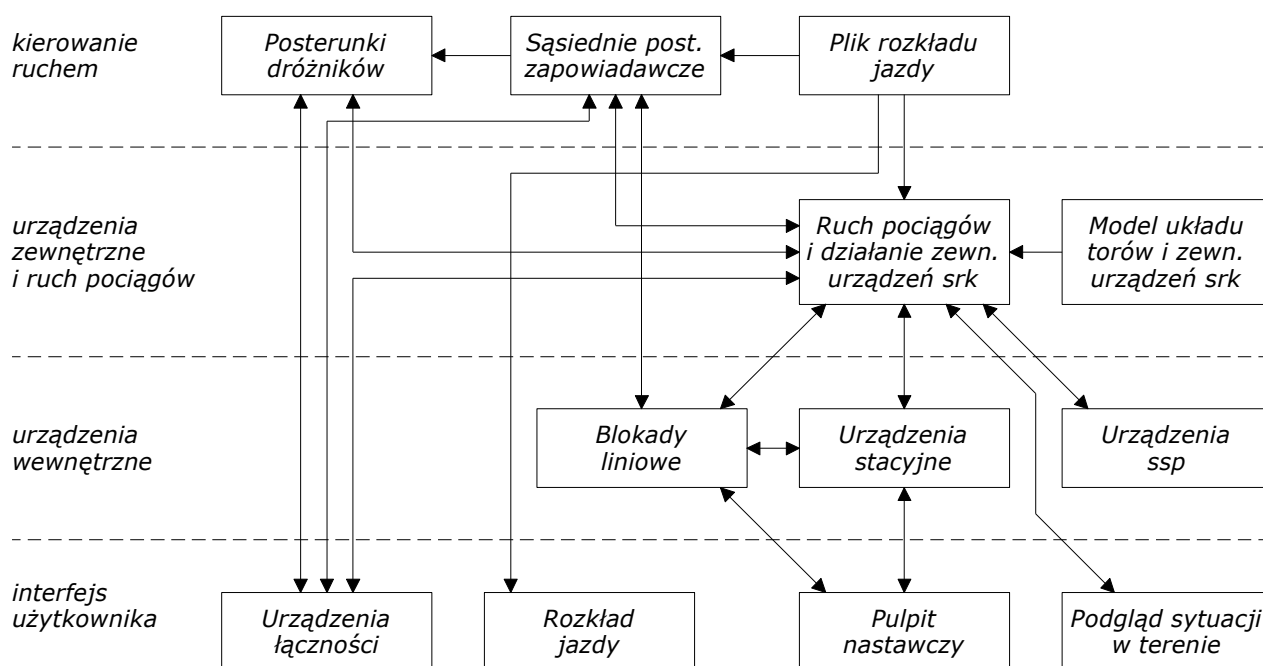 kierowanie
ruchem
Posterunki
dróżników
Sąsiednie post.
zapowiadawcze
Plik rozkładu
jazdy
urządzenia
zewnętrzne
i ruch pociągów
Ruch pociągów
i działanie zewn.
urządzeń srk
Model układu
torów i zewn.
urządzeń srk
urządzenia
wewnętrzne
Blokady
liniowe
Urządzenia
stacyjne
Urządzenia
ssp
interfejs
użytkownika
Urządzenia
łączności
Rozkład
jazdy
Pulpit
nastawczy
Podgląd sytuacji
w terenie